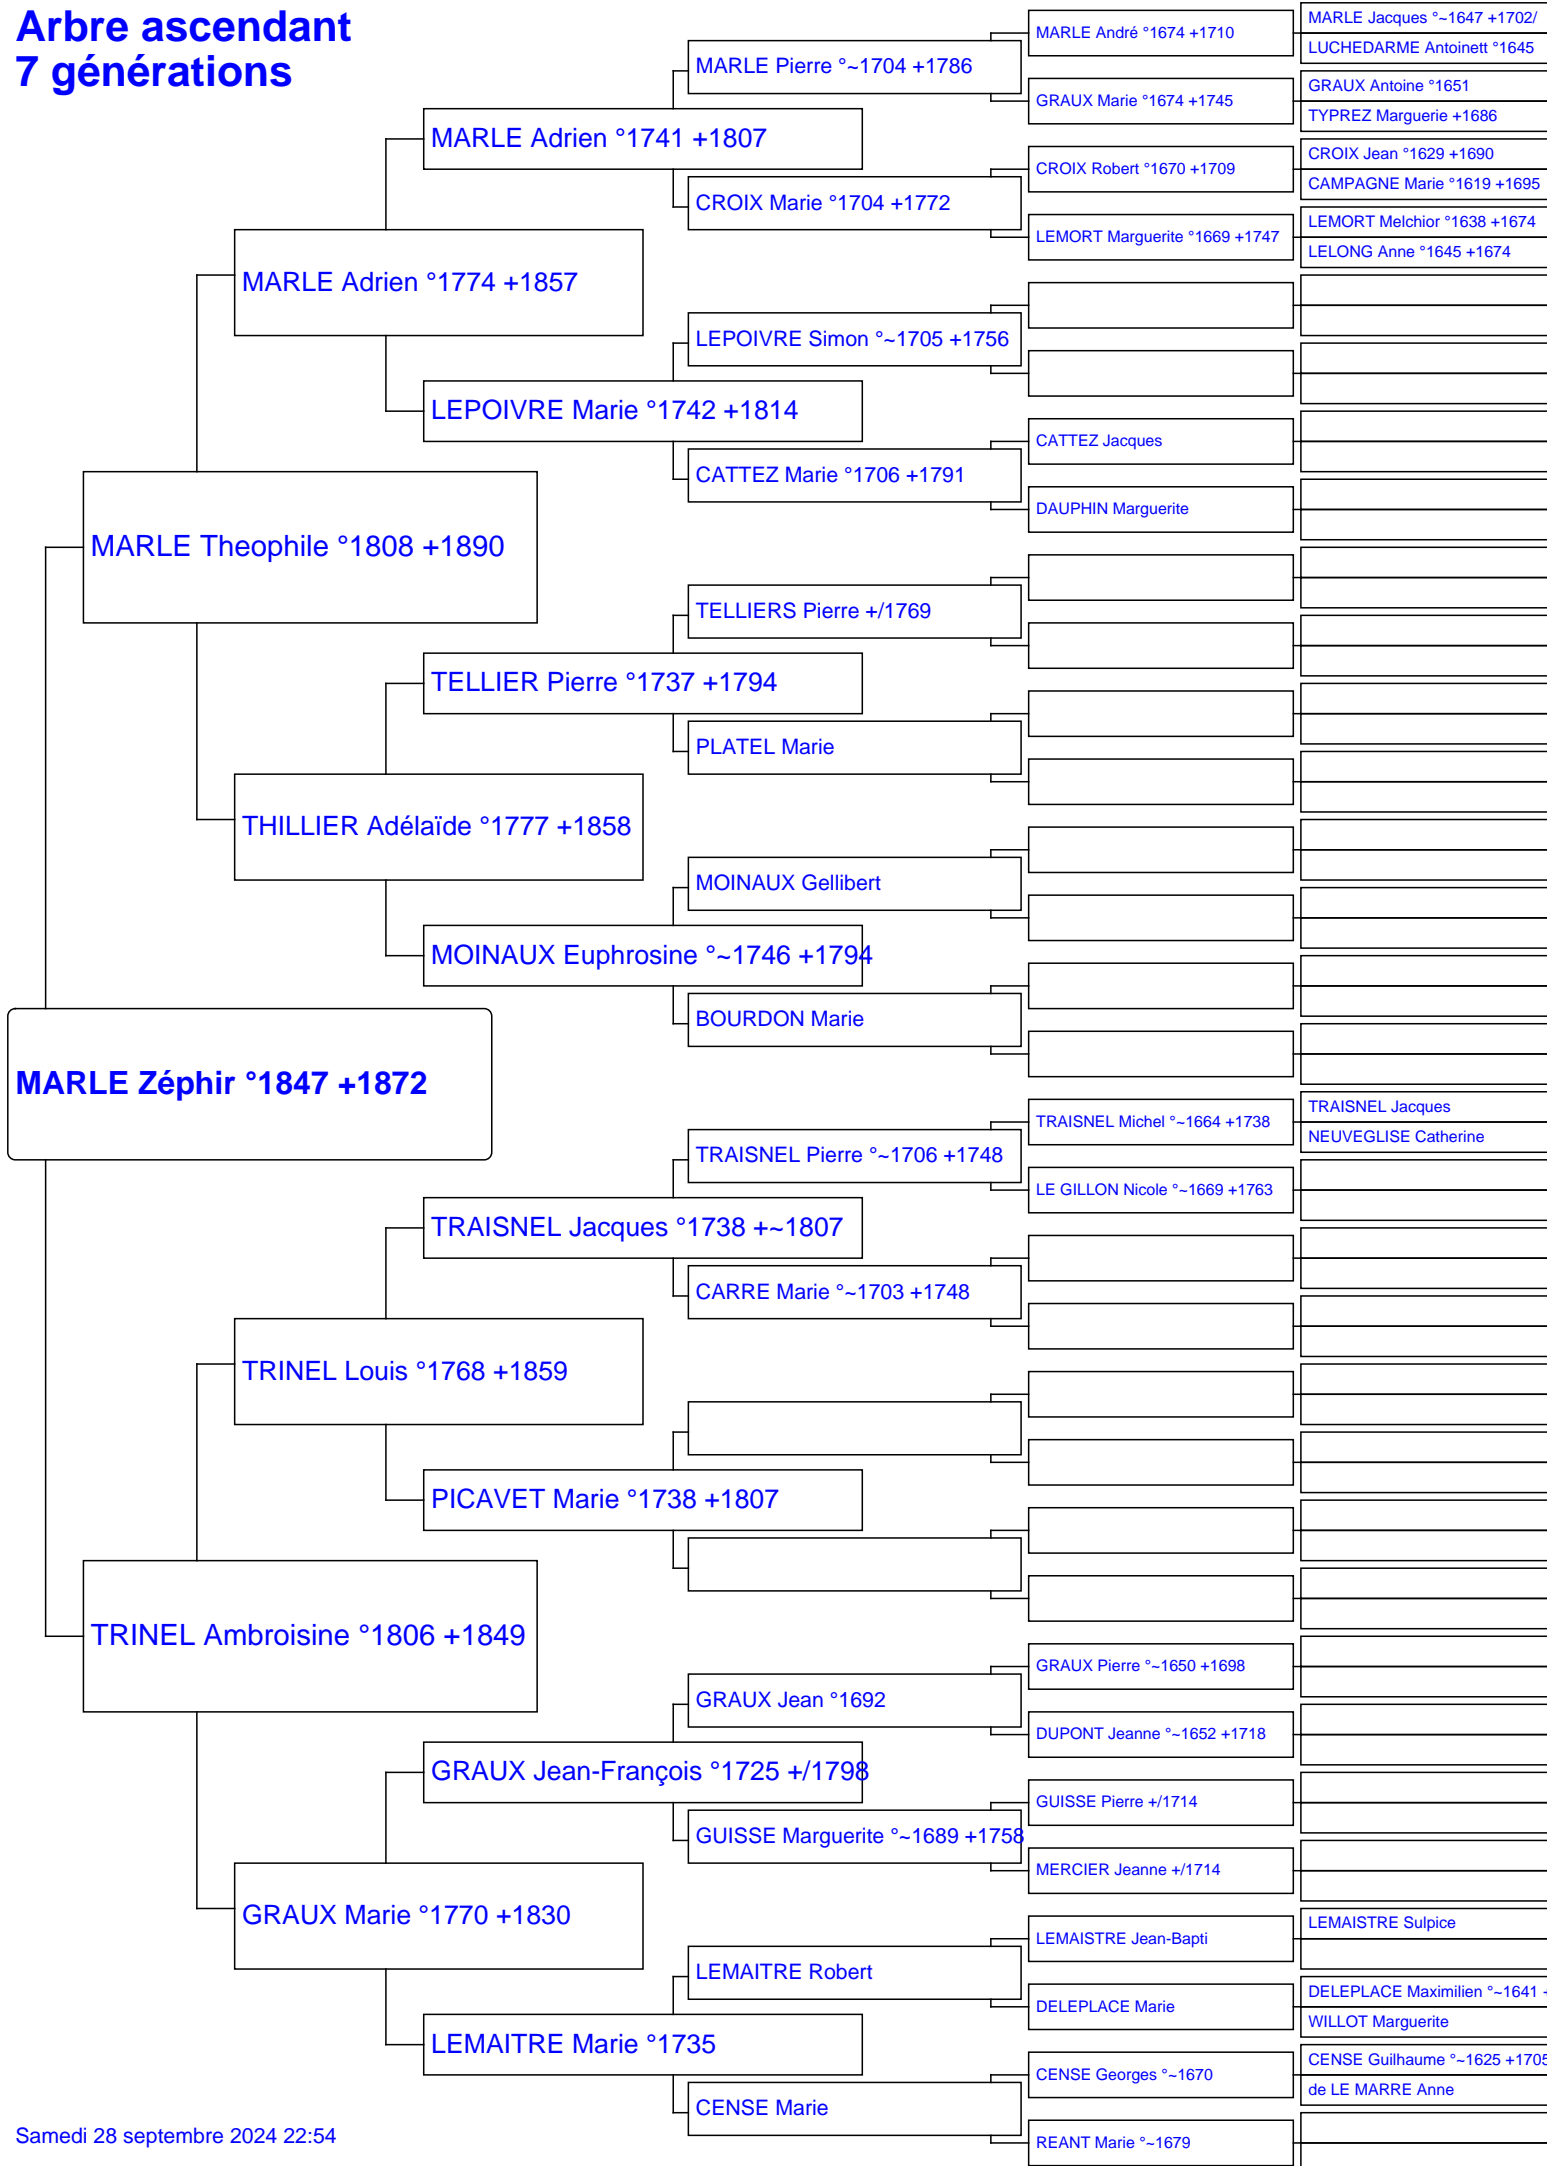 Arbre ascendant
7 générations
MARLE Zéphir °1847 +1872
MARLE Theophile °1808 +1890
TRINEL Ambroisine °1806 +1849
MARLE Adrien °1774 +1857
THILLIER Adélaïde °1777 +1858
TRINEL Louis °1768 +1859
GRAUX Marie °1770 +1830
MARLE Adrien °1741 +1807
LEPOIVRE Marie °1742 +1814
TELLIER Pierre °1737 +1794
MOINAUX Euphrosine °~1746 +1794
TRAISNEL Jacques °1738 +~1807
PICAVET Marie °1738 +1807
GRAUX Jean-François °1725 +/1798
LEMAITRE Marie °1735
MARLE Pierre °~1704 +1786
CROIX Marie °1704 +1772
LEPOIVRE Simon °~1705 +1756
CATTEZ Marie °1706 +1791
TELLIERS Pierre +/1769
PLATEL Marie
MOINAUX Gellibert
BOURDON Marie
TRAISNEL Pierre °~1706 +1748
CARRE Marie °~1703 +1748
GRAUX Jean °1692
GUISSE Marguerite °~1689 +1758
LEMAITRE Robert
CENSE Marie
MARLE André °1674 +1710
GRAUX Marie °1674 +1745
CROIX Robert °1670 +1709
LEMORT Marguerite °1669 +1747
CATTEZ Jacques
DAUPHIN Marguerite
TRAISNEL Michel °~1664 +1738
LE GILLON Nicole °~1669 +1763
GRAUX Pierre °~1650 +1698
DUPONT Jeanne °~1652 +1718
GUISSE Pierre +/1714
MERCIER Jeanne +/1714
LEMAISTRE Jean-Bapti
DELEPLACE Marie
CENSE Georges °~1670
REANT Marie °~1679
MARLE Jacques °~1647 +1702/
LUCHEDARME Antoinett °1645
GRAUX Antoine °1651
TYPREZ Marguerie +1686
CROIX Jean °1629 +1690
CAMPAGNE Marie °1619 +1695
LEMORT Melchior °1638 +1674
LELONG Anne °1645 +1674
TRAISNEL Jacques
NEUVEGLISE Catherine
LEMAISTRE Sulpice
DELEPLACE Maximilien °~1641 +
WILLOT Marguerite
CENSE Guilhaume °~1625 +1705
de LE MARRE Anne
Samedi 28 septembre 2024 22:54